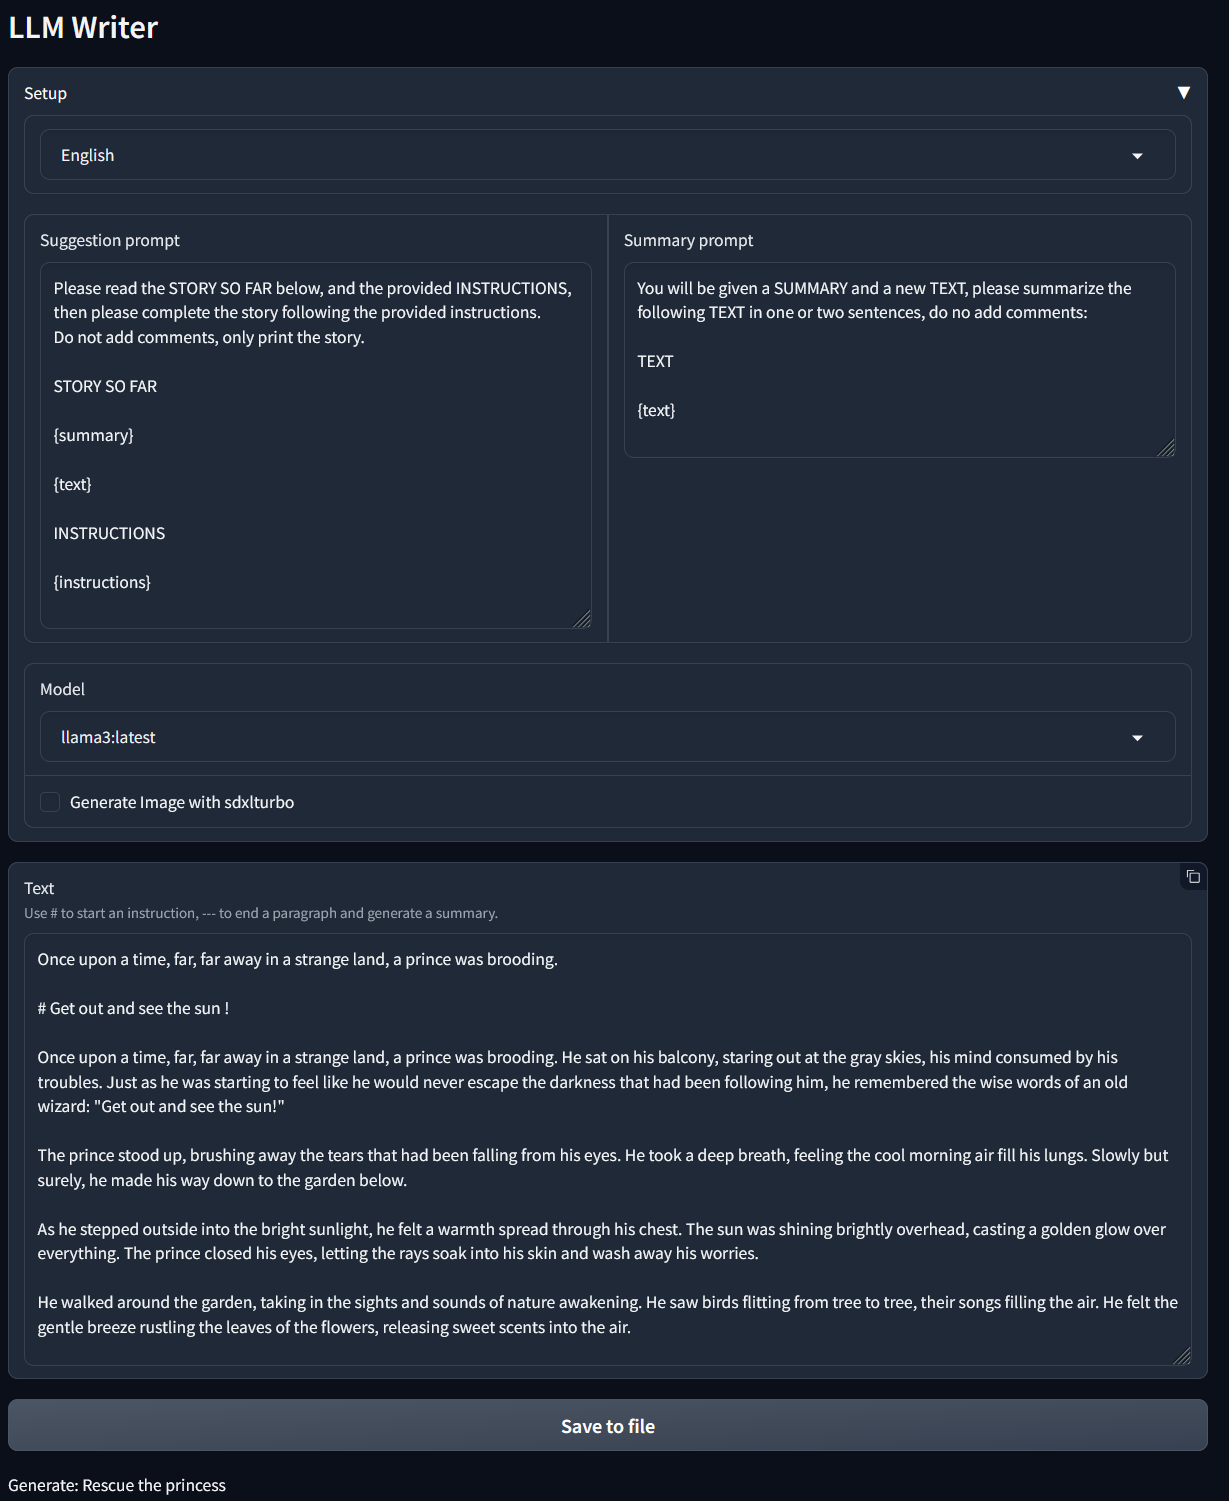 LLM Writer
Setup
English
Suggestion prompt
Please read the STORY SO FAR below, and the provided INSTRUCTIONS,
then please complete the story following the provided instructions.
Do not add comments, only print the story.
STORY SO FAR
{summary}
{text}
INSTRUCTIONS
{instructions}
Summary prompt
You will be given a SUMMARY and a new TEXT, please summarize the
following TEXT in one or two sentences, do no add comments:
TEXT
{text}
Model
llama3:latest
Generate Image with sdxlturbo
Text
Use # to start an instruction, --- to end a paragraph and generate a summary.
Once upon a time, far, far away in a strange land, a prince was brooding.
# Get out and see the sun !
Once upon a time, far, far away in a strange land, a prince was brooding. He sat on his balcony, staring out at the gray skies, his mind consumed by his
troubles. Just as he was starting to feel like he would never escape the darkness that had been following him, he remembered the wise words of an old
wizard: "Get out and see the sun!"
The prince stood up, brushing away the tears that had been falling from his eyes. He took a deep breath, feeling the cool morning air fill his lungs. Slowly but
surely, he made his way down to the garden below.
As he stepped outside into the bright sunlight, he felt a warmth spread through his chest. The sun was shining brightly overhead, casting a golden glow over
everything. The prince closed his eyes, letting the rays soak into his skin and wash away his worries.
He walked around the garden, taking in the sights and sounds of nature awakening. He saw birds flitting from tree to tree, their songs filling the air. He felt the
gentle breeze rustling the leaves of the flowers, releasing sweet scents into the air.
Save to file
Generate: Rescue the princess